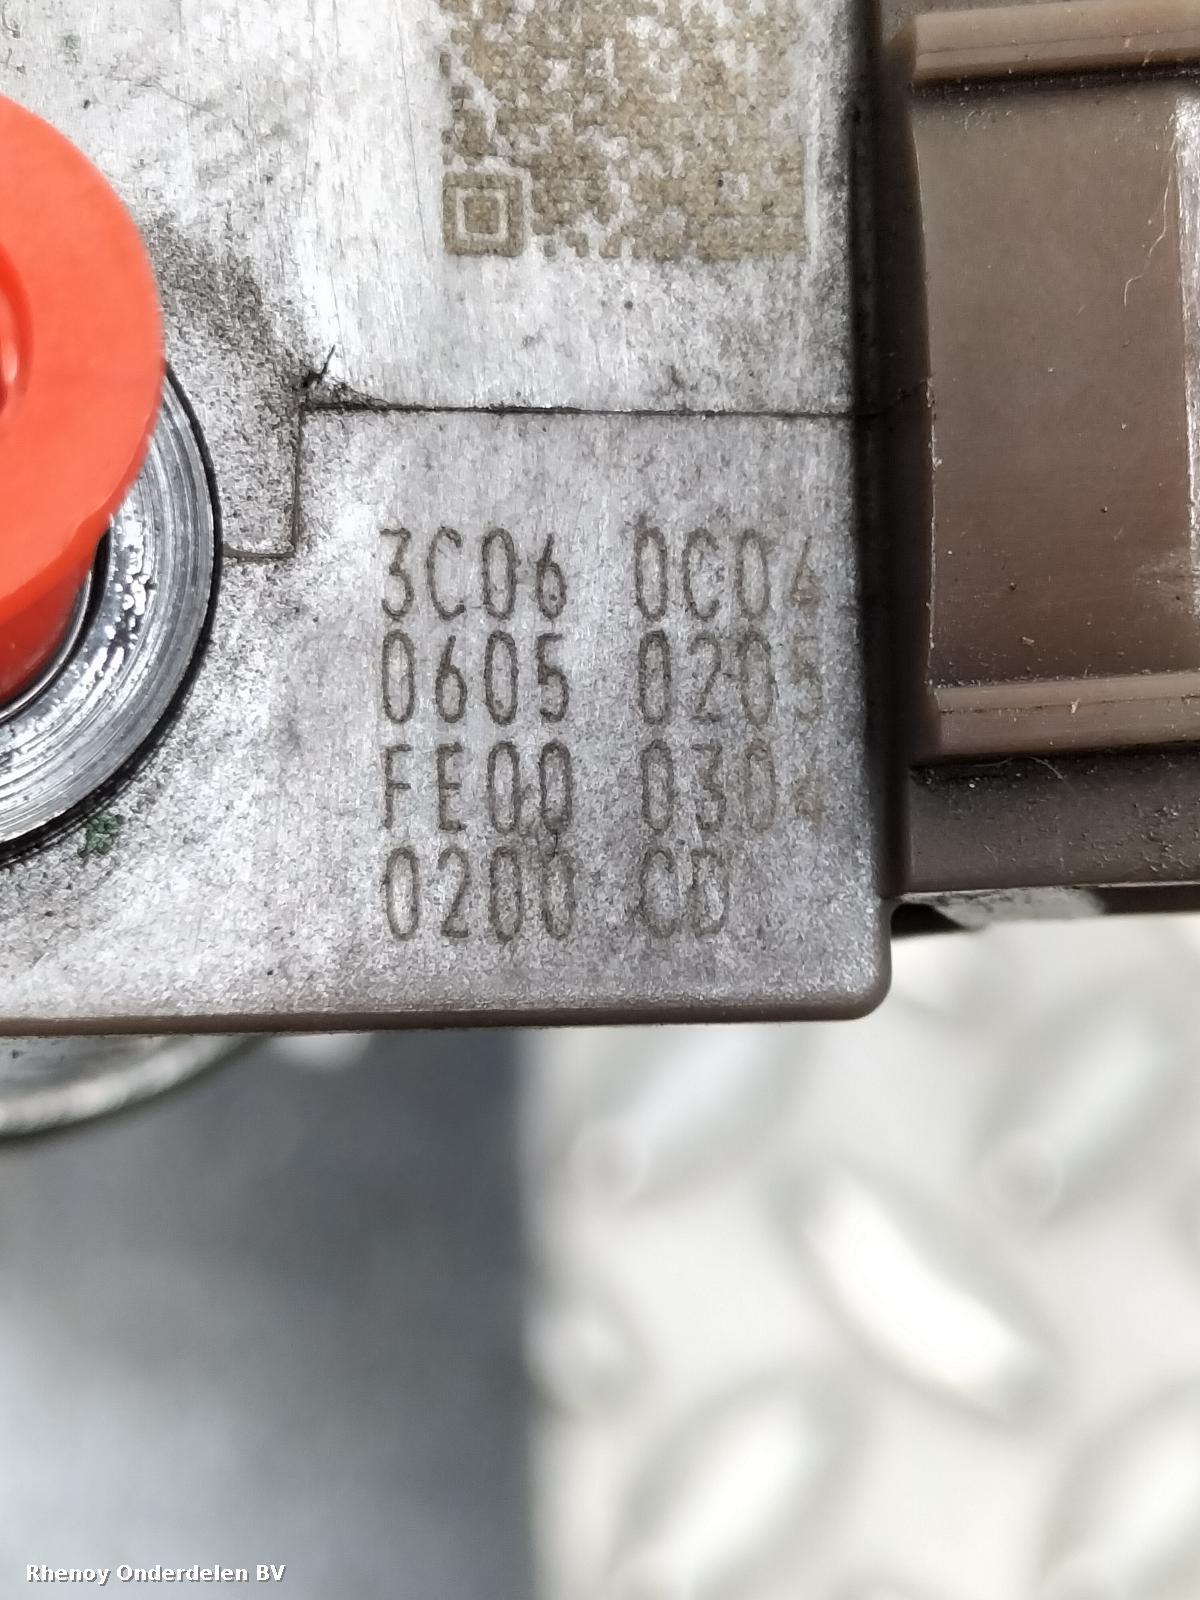 3C06 0C04
0605 0205
FE00 0304
0200 CD
Rhenoy Onderdelen BV